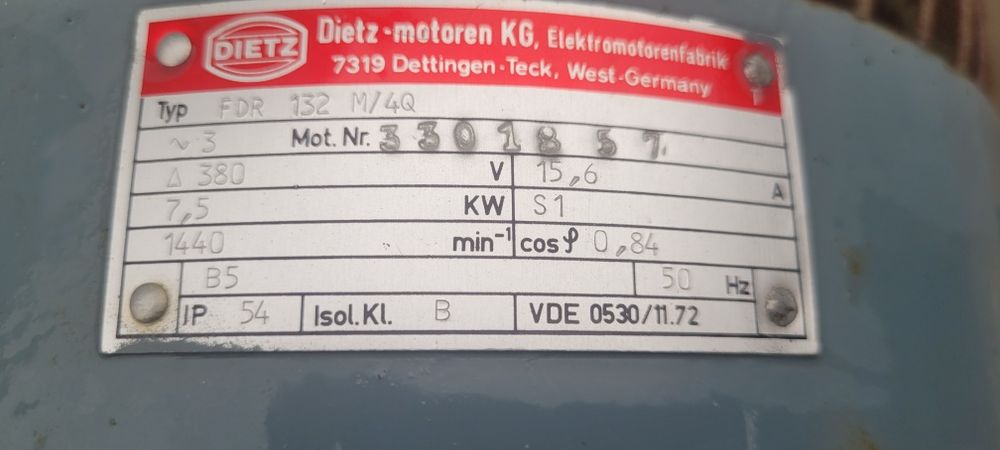 DIETZ
Dietz-motoren KG, Elektromotorenfabrik
7319 Dettingen-Teck, West-Germany
Typ FDR 132 M/4Q
~ 3 Mot. Nr. 3301857.
Δ 380 V 15,6 A
7,5 KW S1
1440 min⁻¹ cos φ 0,84
B5 50 Hz
IP 54 Isol.Kl. B VDE 0530/11.72